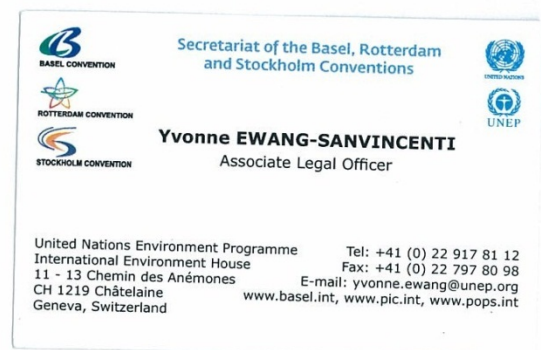 BASEL CONVENTION
ROTTERDAM CONVENTION
STOCKHOLM CONVENTION
Secretariat of the Basel, Rotterdam
and Stockholm Conventions
UNITED NATIONS
UNEP
Yvonne EWANG-SANVINCENTI
Associate Legal Officer
United Nations Environment Programme
International Environment House
11 - 13 Chemin des Anémones
CH 1219 Châtelaine
Geneva, Switzerland
Tel: +41 (0) 22 917 81 12
Fax: +41 (0) 22 797 80 98
E-mail: yvonne.ewang@unep.org
www.basel.int, www.pic.int, www.pops.int